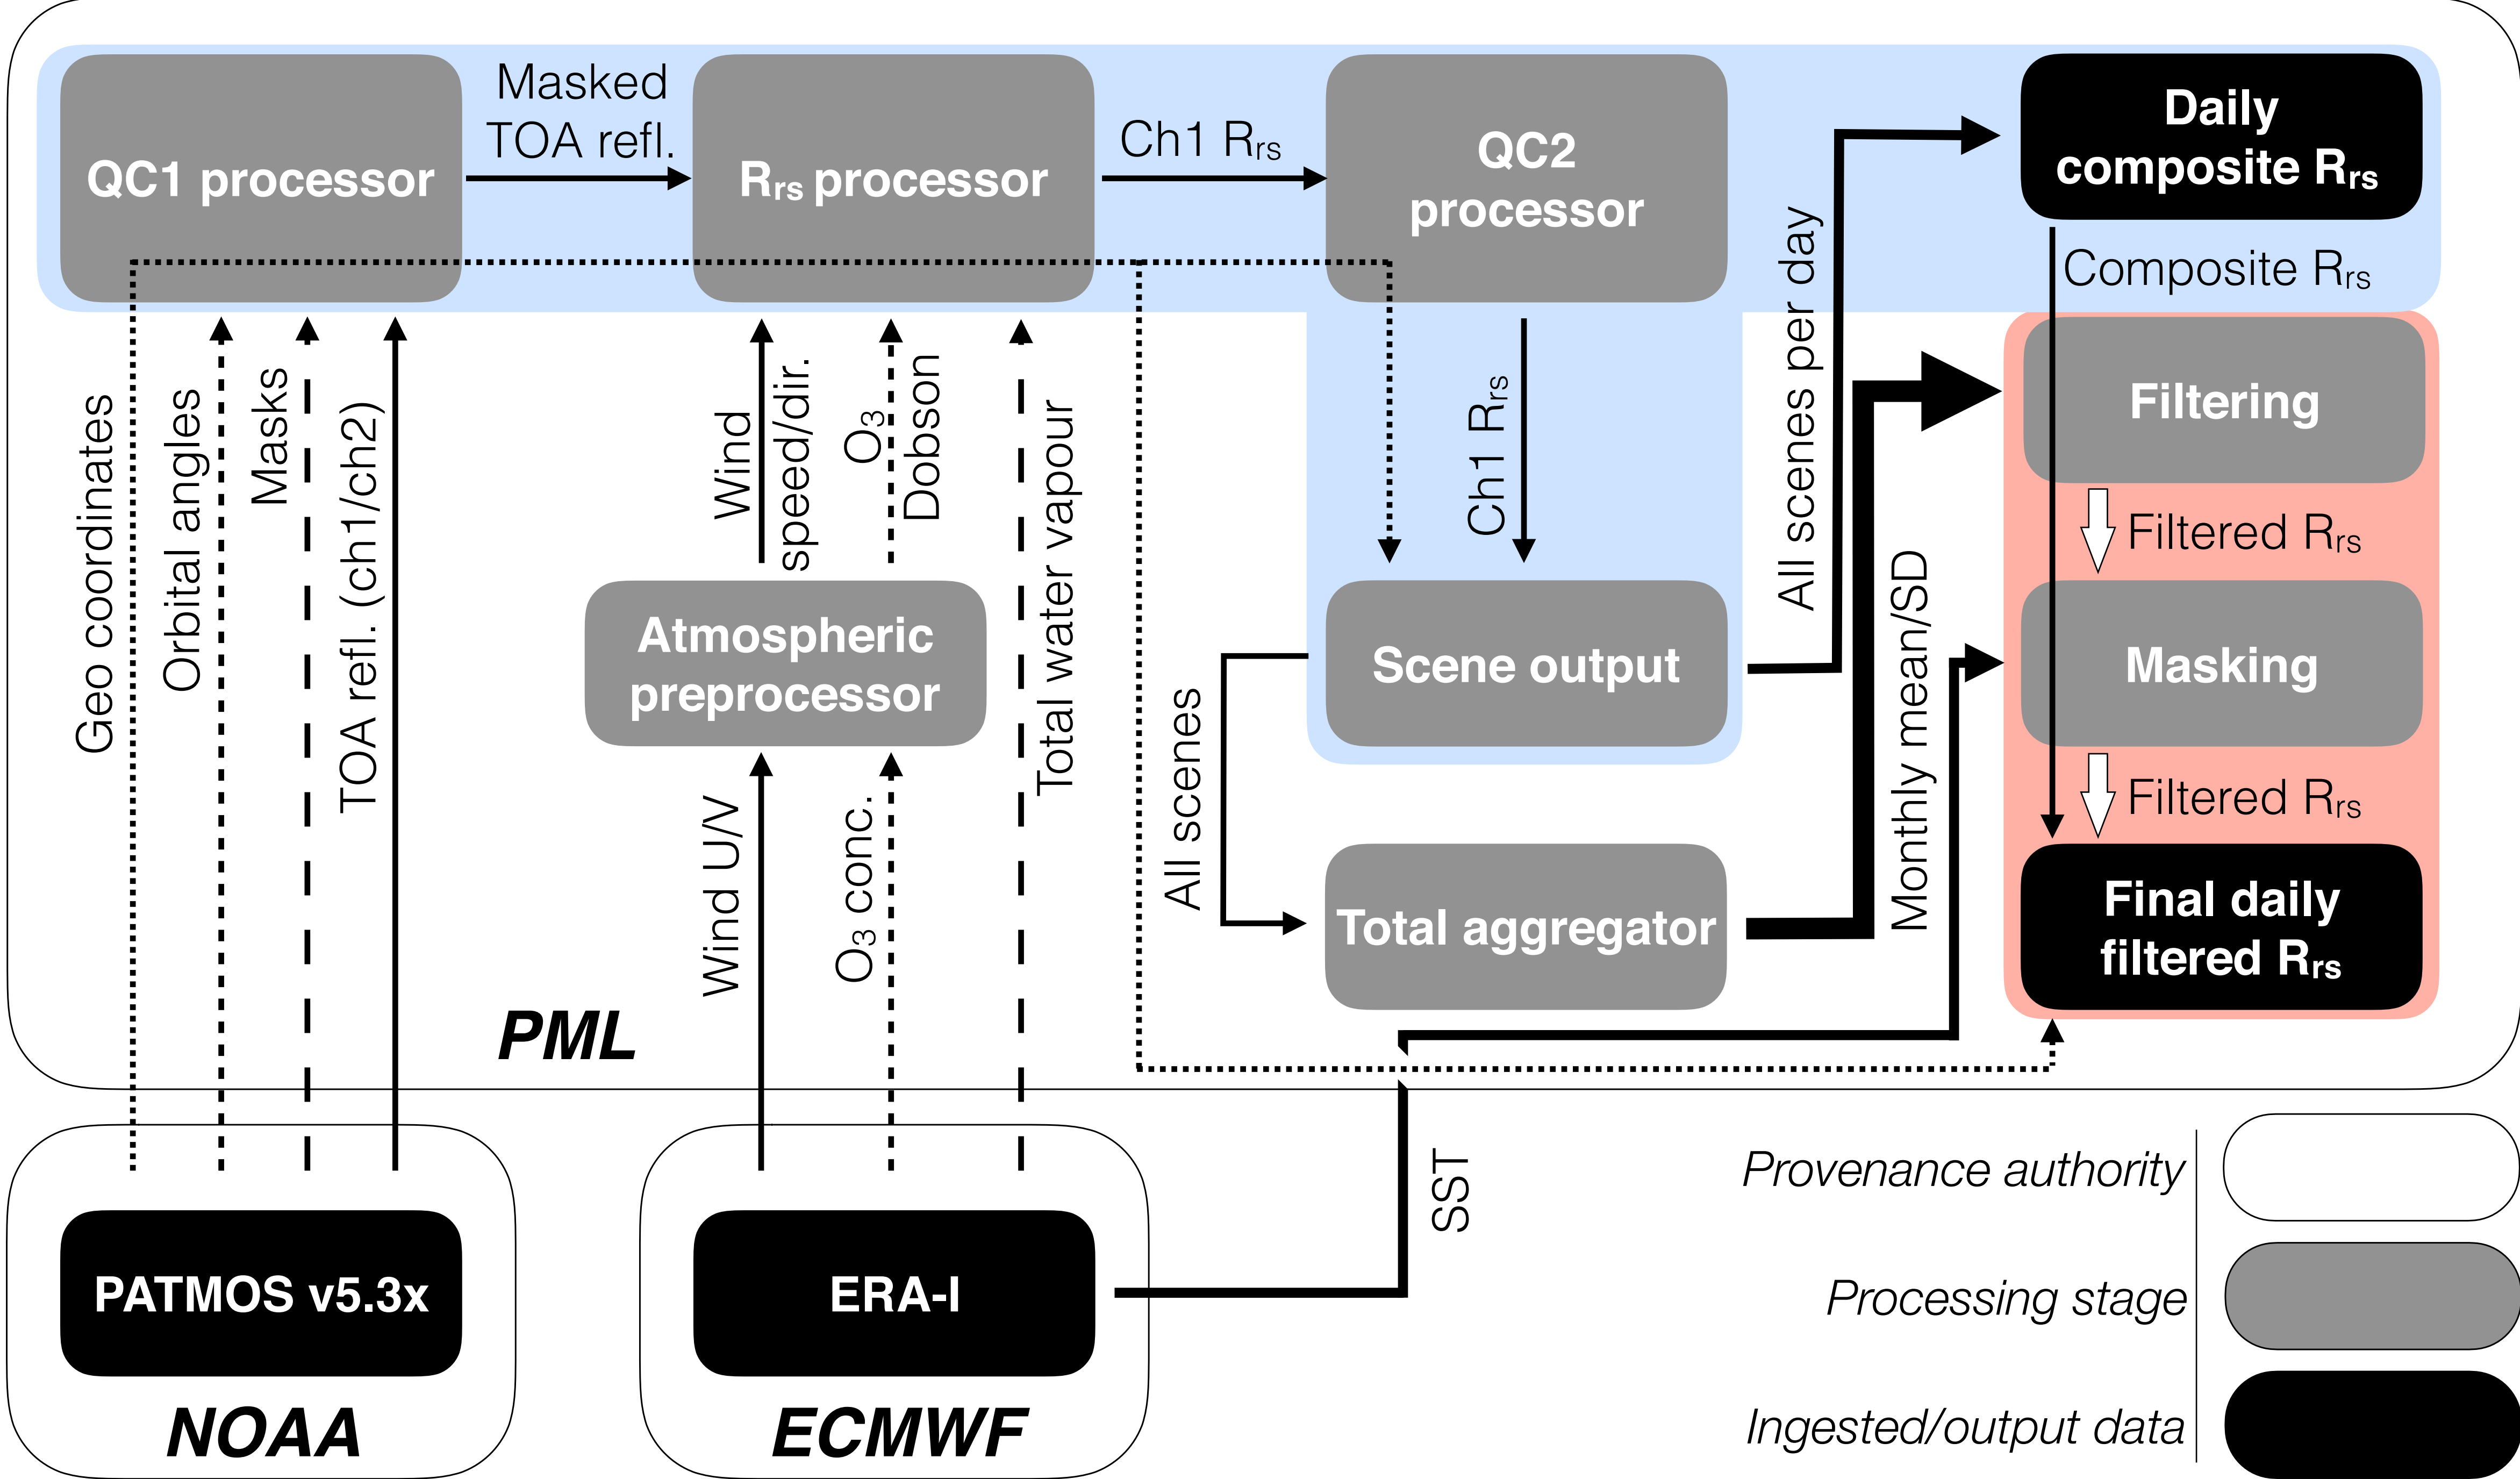 Masked
TOA refl.
QC1 processor
Rrs processor
Ch1 Rrs
QC2
processor
Daily
composite Rrs
Composite Rrs
All scenes per day
Geo coordinates
Orbital angles
Masks
TOA refl. (ch1/ch2)
Wind
speed/dir.
O3
Dobson
Total water vapour
Ch1 Rrs
Filtering
Filtered Rrs
Atmospheric
preprocessor
Scene output
Masking
Monthly mean/SD
All scenes
Filtered Rrs
Wind U/V
O3 conc.
Total aggregator
Final daily
filtered Rrs
PML
SST
PATMOS v5.3x
NOAA
ERA-I
ECMWF
Provenance authority
Processing stage
Ingested/output data